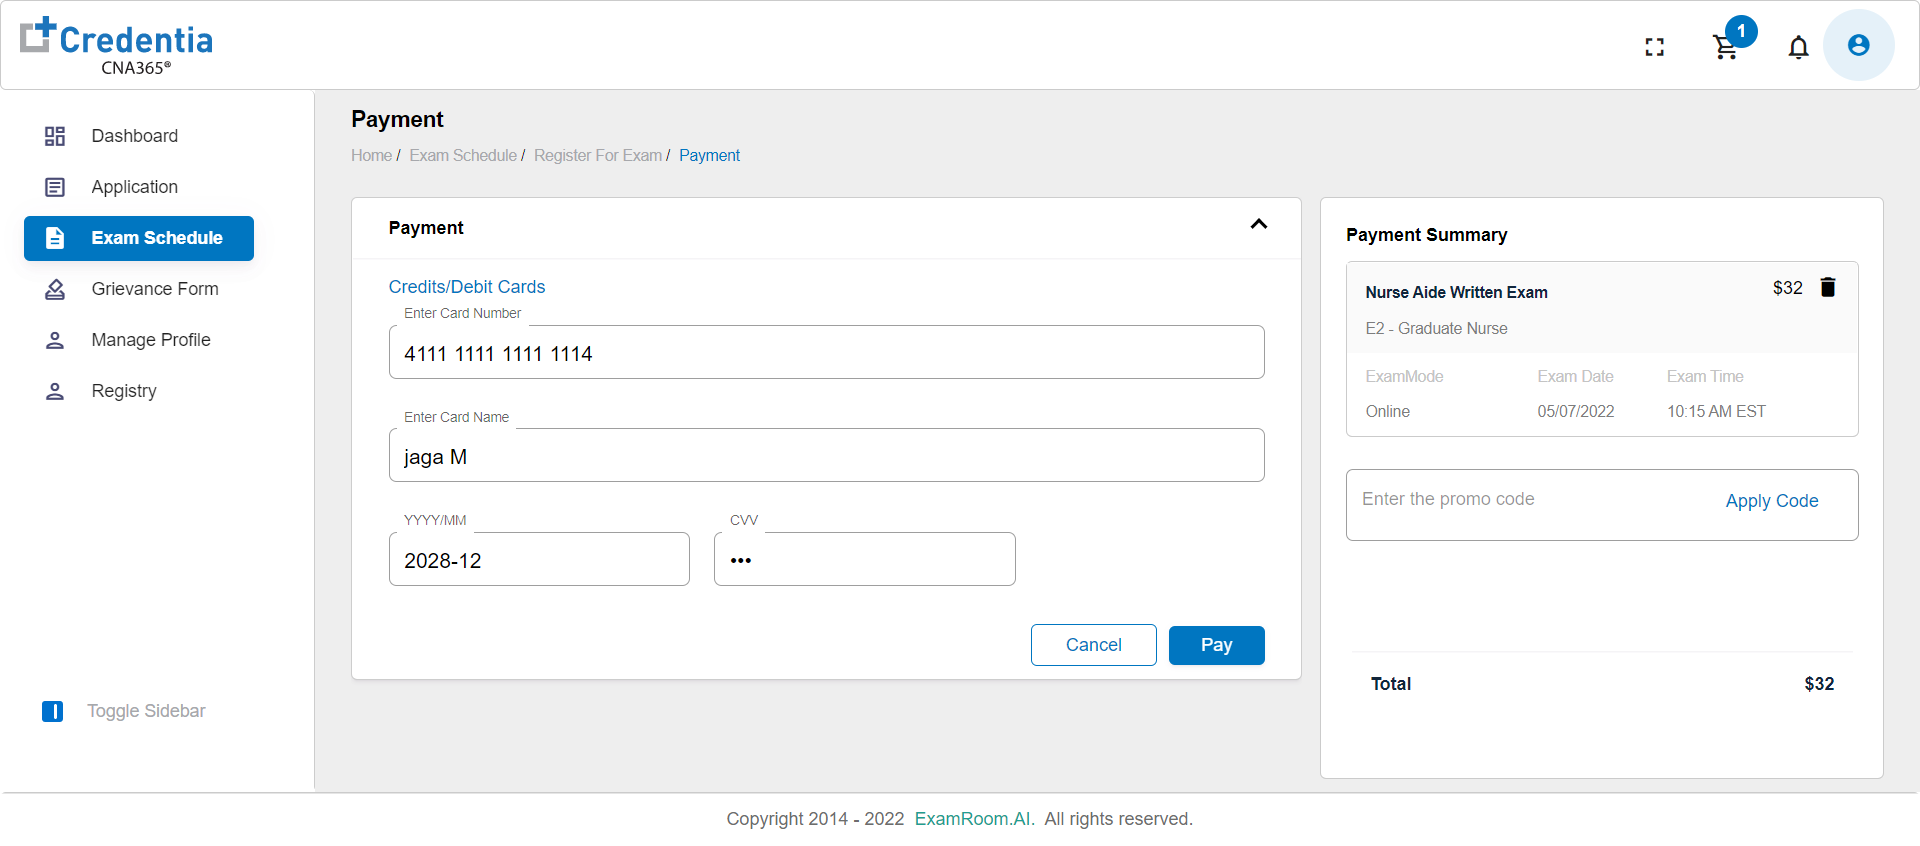 Credentia
CNA365®
1
Dashboard
Application
Exam Schedule
Grievance Form
Manage Profile
Registry
Toggle Sidebar
Payment
Home / Exam Schedule / Register For Exam / Payment
Payment
Credits/Debit Cards
Enter Card Number
4111 1111 1111 1114
Enter Card Name
jaga M
YYYY/MM
CVV
2028-12
•••
Cancel
Pay
Payment Summary
Nurse Aide Written Exam
$32
E2 - Graduate Nurse
ExamMode
Exam Date
Exam Time
Online
05/07/2022
10:15 AM EST
Enter the promo code
Apply Code
Total
$32
Copyright 2014 - 2022 ExamRoom.AI. All rights reserved.